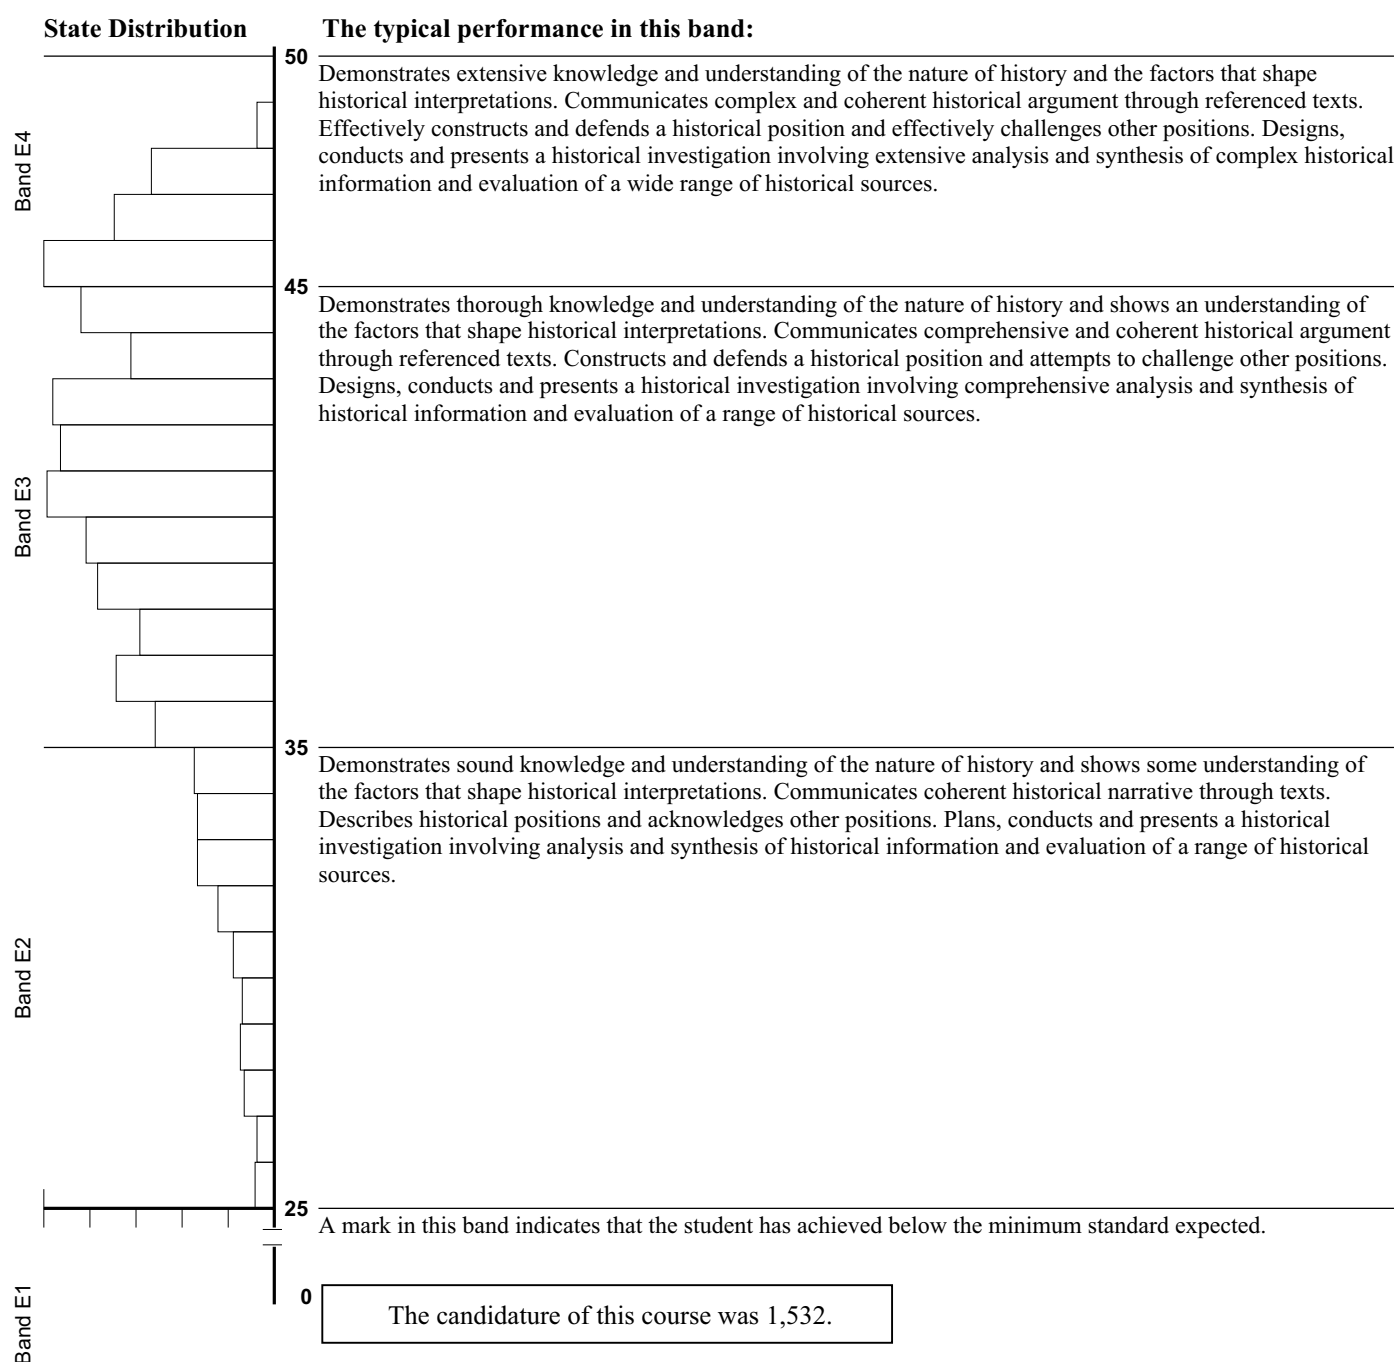 State Distribution
The typical performance in this band:
50
Demonstrates extensive knowledge and understanding of the nature of history and the factors that shape
historical interpretations. Communicates complex and coherent historical argument through referenced texts.
Effectively constructs and defends a historical position and effectively challenges other positions. Designs,
conducts and presents a historical investigation involving extensive analysis and synthesis of complex historical
information and evaluation of a wide range of historical sources.
Band E4
45
Demonstrates thorough knowledge and understanding of the nature of history and shows an understanding of
the factors that shape historical interpretations. Communicates comprehensive and coherent historical argument
through referenced texts. Constructs and defends a historical position and attempts to challenge other positions.
Designs, conducts and presents a historical investigation involving comprehensive analysis and synthesis of
historical information and evaluation of a range of historical sources.
Band E3
35
Demonstrates sound knowledge and understanding of the nature of history and shows some understanding of
the factors that shape historical interpretations. Communicates coherent historical narrative through texts.
Describes historical positions and acknowledges other positions. Plans, conducts and presents a historical
investigation involving analysis and synthesis of historical information and evaluation of a range of historical
sources.
Band E2
25
A mark in this band indicates that the student has achieved below the minimum standard expected.
Band E1
0
The candidature of this course was 1,532.